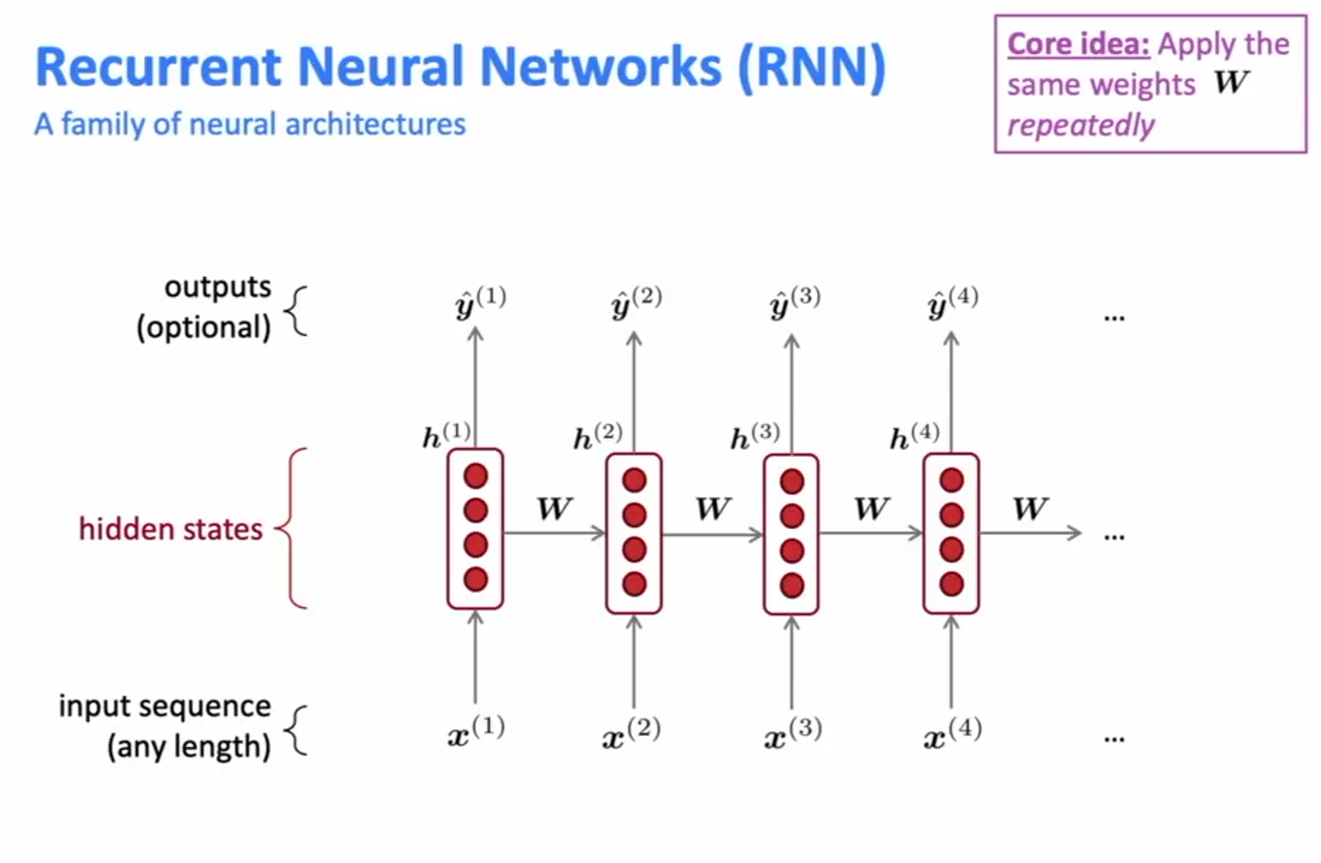 Recurrent Neural Networks (RNN)
A family of neural architectures
Core idea: Apply the
same weights W
repeatedly
outputs
(optional)
ŷ⁽¹⁾ ŷ⁽²⁾ ŷ⁽³⁾ ŷ⁽⁴⁾ ...
h⁽¹⁾ h⁽²⁾ h⁽³⁾ h⁽⁴⁾
hidden states
W W W W ...
input sequence
(any length)
x⁽¹⁾ x⁽²⁾ x⁽³⁾ x⁽⁴⁾ ...